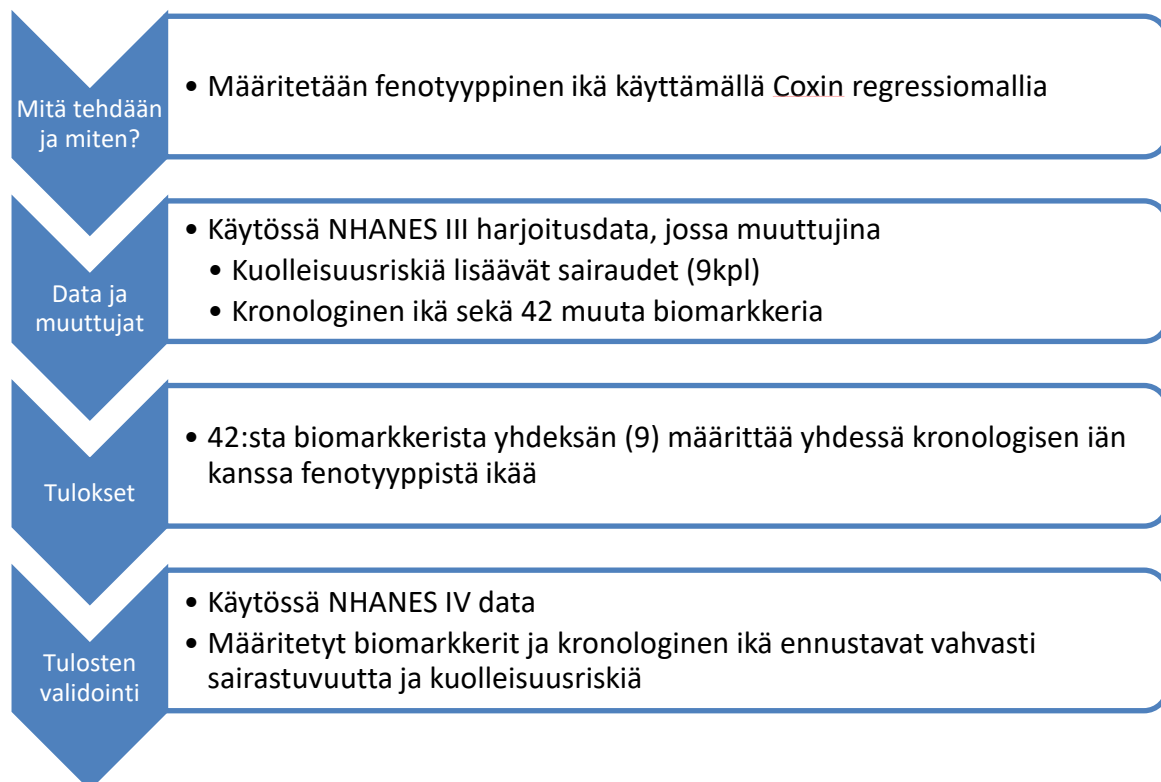 Mitä tehdään
ja miten?
• Määritetään fenotyyppinen ikä käyttämällä Coxin regressiomallia
Data ja
muuttujat
• Käytössä NHANES III harjoitusdata, jossa muuttujina
• Kuolleisuusriskiä lisäävät sairaudet (9kpl)
• Kronologinen ikä sekä 42 muuta biomarkkeria
Tulokset
• 42:sta biomarkkerista yhdeksän (9) määrittää yhdessä kronologisen iän
kanssa fenotyyppistä ikää
Tulosten
validointi
• Käytössä NHANES IV data
• Määritetyt biomarkkerit ja kronologinen ikä ennustavat vahvasti
sairastuvuutta ja kuolleisuusriskiä